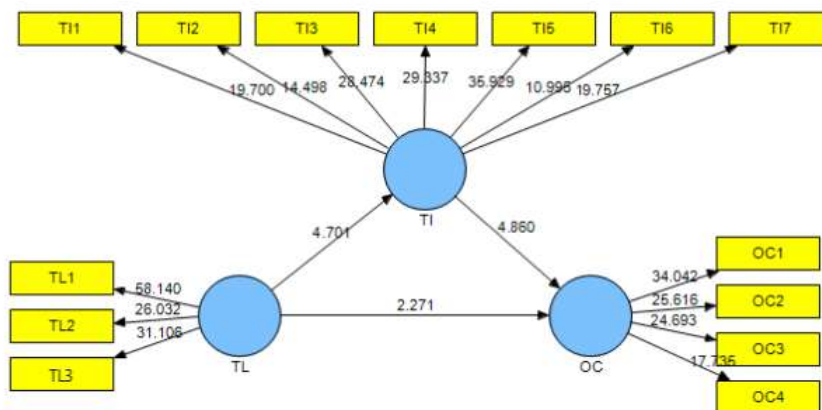 TI1 TI2 TI3 TI4 TI5 TI6 TI7
19.700 14.498 28.474 29.337 35.929 10.995 19.757
TI
4.701 4.860
TL1 58.140
TL2 26.032
TL3 31.106
TL
2.271
OC
34.042 OC1
25.616 OC2
24.693 OC3
17.735 OC4